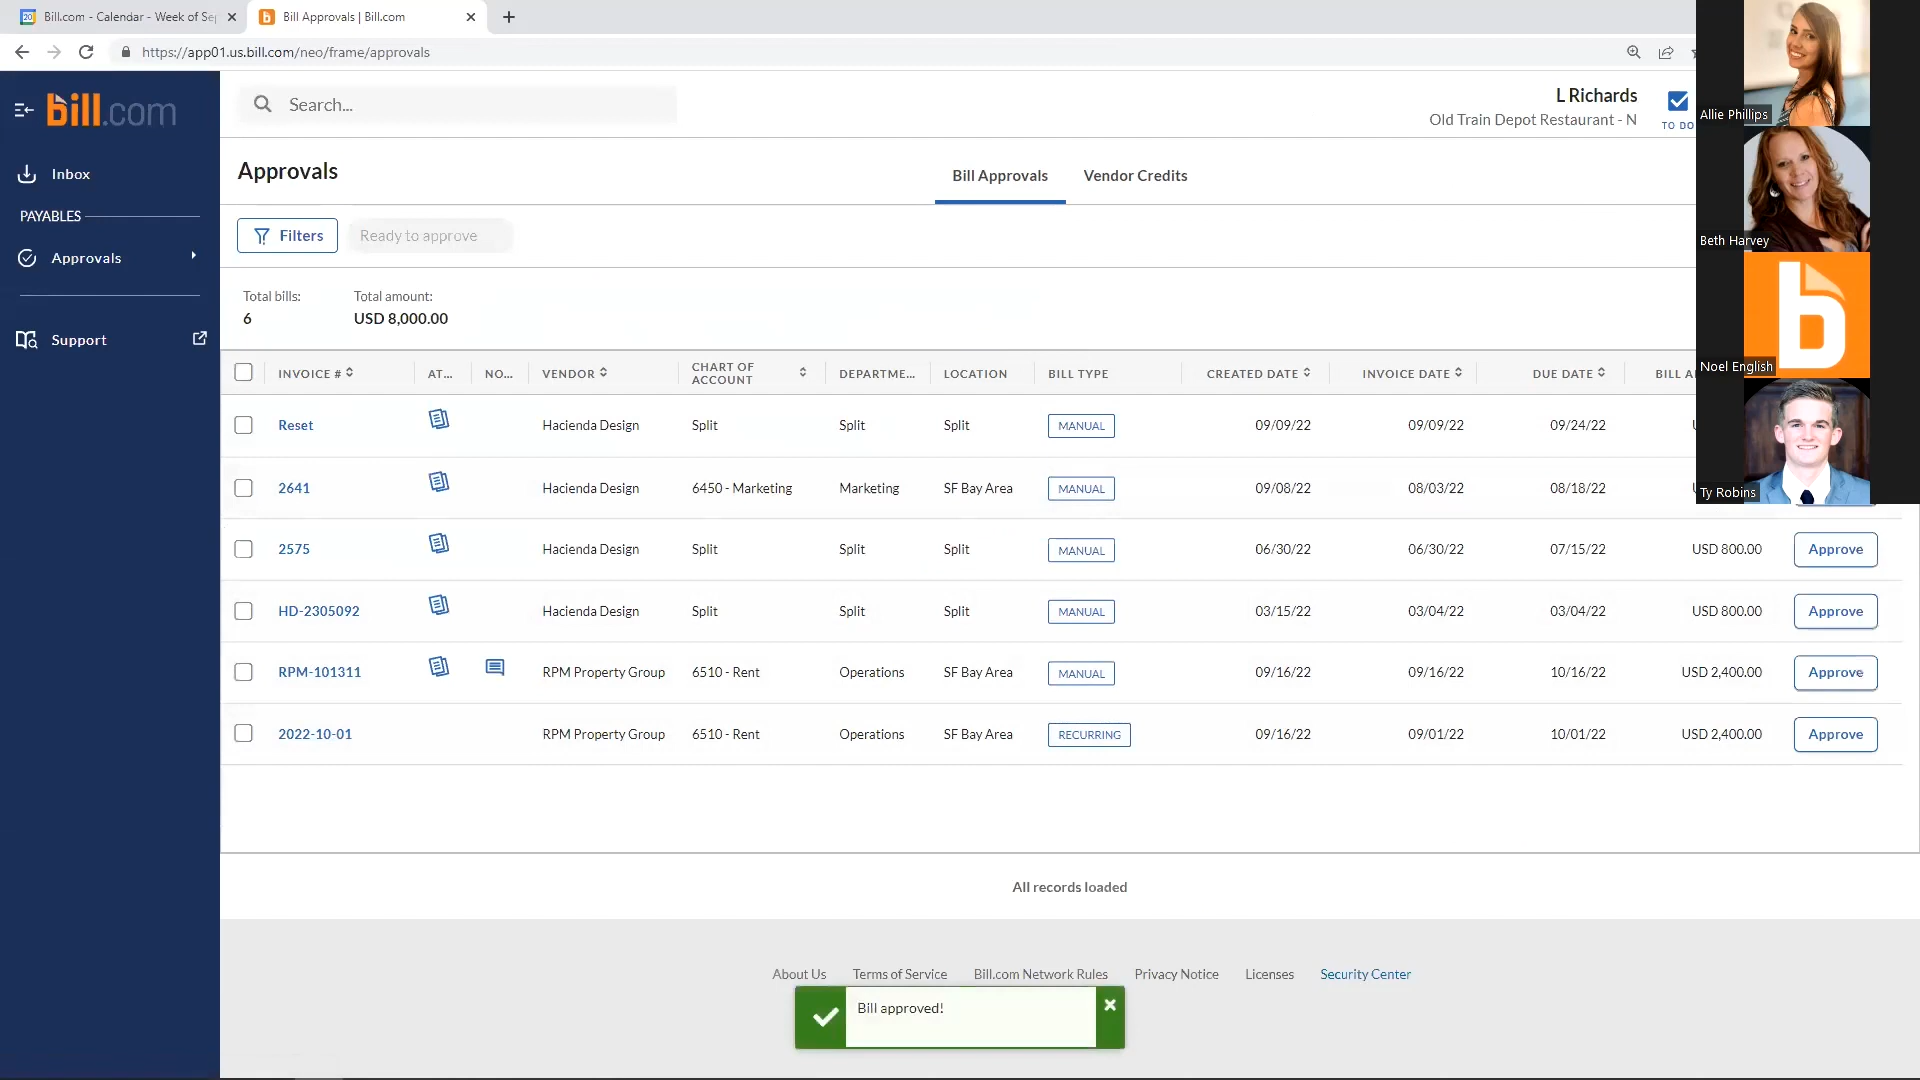 Bill.com - Calendar - Week of Sep
Bill Approvals | Bill.com
https://app01.us.bill.com/neo/frame/approvals
bill.com
Search...
L Richards
Old Train Depot Restaurant - N
TO DO
Allie Phillips
Inbox
PAYABLES
Approvals
Support
Approvals
Bill Approvals
Vendor Credits
Beth Harvey
Filters
Ready to approve
Total bills:
Total amount:
6
USD 8,000.00
Noel English
INVOICE #
AT...
NO...
VENDOR
CHART OF
ACCOUNT
DEPARTME...
LOCATION
BILL TYPE
CREATED DATE
INVOICE DATE
DUE DATE
BILL A
Reset
Hacienda Design
Split
Split
Split
MANUAL
09/09/22
09/09/22
09/24/22
2641
Hacienda Design
6450 - Marketing
Marketing
SF Bay Area
MANUAL
09/08/22
08/03/22
08/18/22
Ty Robins
2575
Hacienda Design
Split
Split
Split
MANUAL
06/30/22
06/30/22
07/15/22
USD 800.00
Approve
HD-2305092
Hacienda Design
Split
Split
Split
MANUAL
03/15/22
03/04/22
03/04/22
USD 800.00
Approve
RPM-101311
RPM Property Group
6510 - Rent
Operations
SF Bay Area
MANUAL
09/16/22
09/16/22
10/16/22
USD 2,400.00
Approve
2022-10-01
RPM Property Group
6510 - Rent
Operations
SF Bay Area
RECURRING
09/16/22
09/01/22
10/01/22
USD 2,400.00
Approve
All records loaded
About Us
Terms of Service
Bill.com Network Rules
Privacy Notice
Licenses
Security Center
Bill approved!